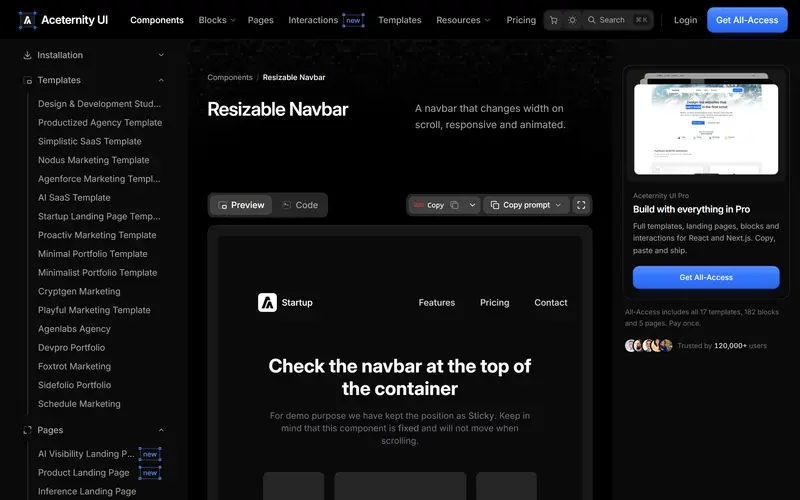 Aceternity UI
Components
Blocks
Pages
Interactions
new
Templates
Resources
Pricing
Search
⌘K
Login
Get All-Access
Installation
Templates
Design & Development Stud...
Productized Agency Template
Simplistic SaaS Template
Nodus Marketing Template
Agenforce Marketing Templ...
AI SaaS Template
Startup Landing Page Temp...
Proactiv Marketing Template
Minimal Portfolio Template
Minimalist Portfolio Template
Cryptgen Marketing
Playful Marketing Template
Agenlabs Agency
Devpro Portfolio
Foxtrot Marketing
Sidefolio Portfolio
Schedule Marketing
Pages
AI Visibility Landing P...
new
Product Landing Page
new
Inference Landing Page
Components / Resizable Navbar
Resizable Navbar
A navbar that changes width on
scroll, responsive and animated.
Preview
Code
Copy
Copy prompt
Startup
Features
Pricing
Contact
Check the navbar at the top of
the container
For demo purpose we have kept the position as Sticky. Keep in
mind that this component is fixed and will not move when
scrolling.
Aceternity UI Pro
Build with everything in Pro
Full templates, landing pages, blocks and
interactions for React and Next.js. Copy,
paste and ship.
Get All-Access
All-Access includes all 17 templates, 182 blocks
and 5 pages. Pay once.
Trusted by 120,000+ users